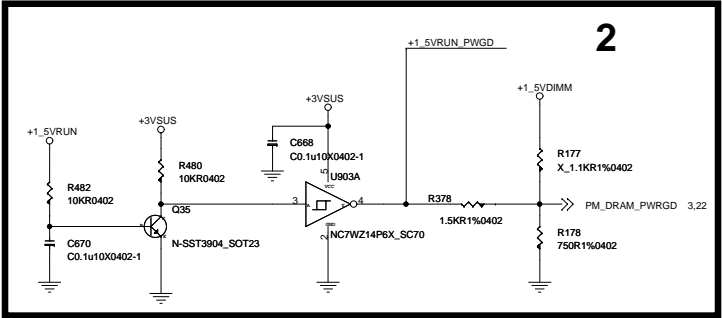 2
+1_5VRUN_PWGD
+1_5VDIMM
+3VSUS
+3VSUS
+1_5VRUN
C668
C0.1u10X0402-1
R177
X_1.1KR1%0402
R480
10KR0402
5
VCC
U903A
R482
10KR0402
Q35
3
A
Y
4
R378
1.5KR1%0402
PM_DRAM_PWRGD 3,22
C670
C0.1u10X0402-1
N-SST3904_SOT23
2
GND
NC7WZ14P6X_SC70
R178
750R1%0402